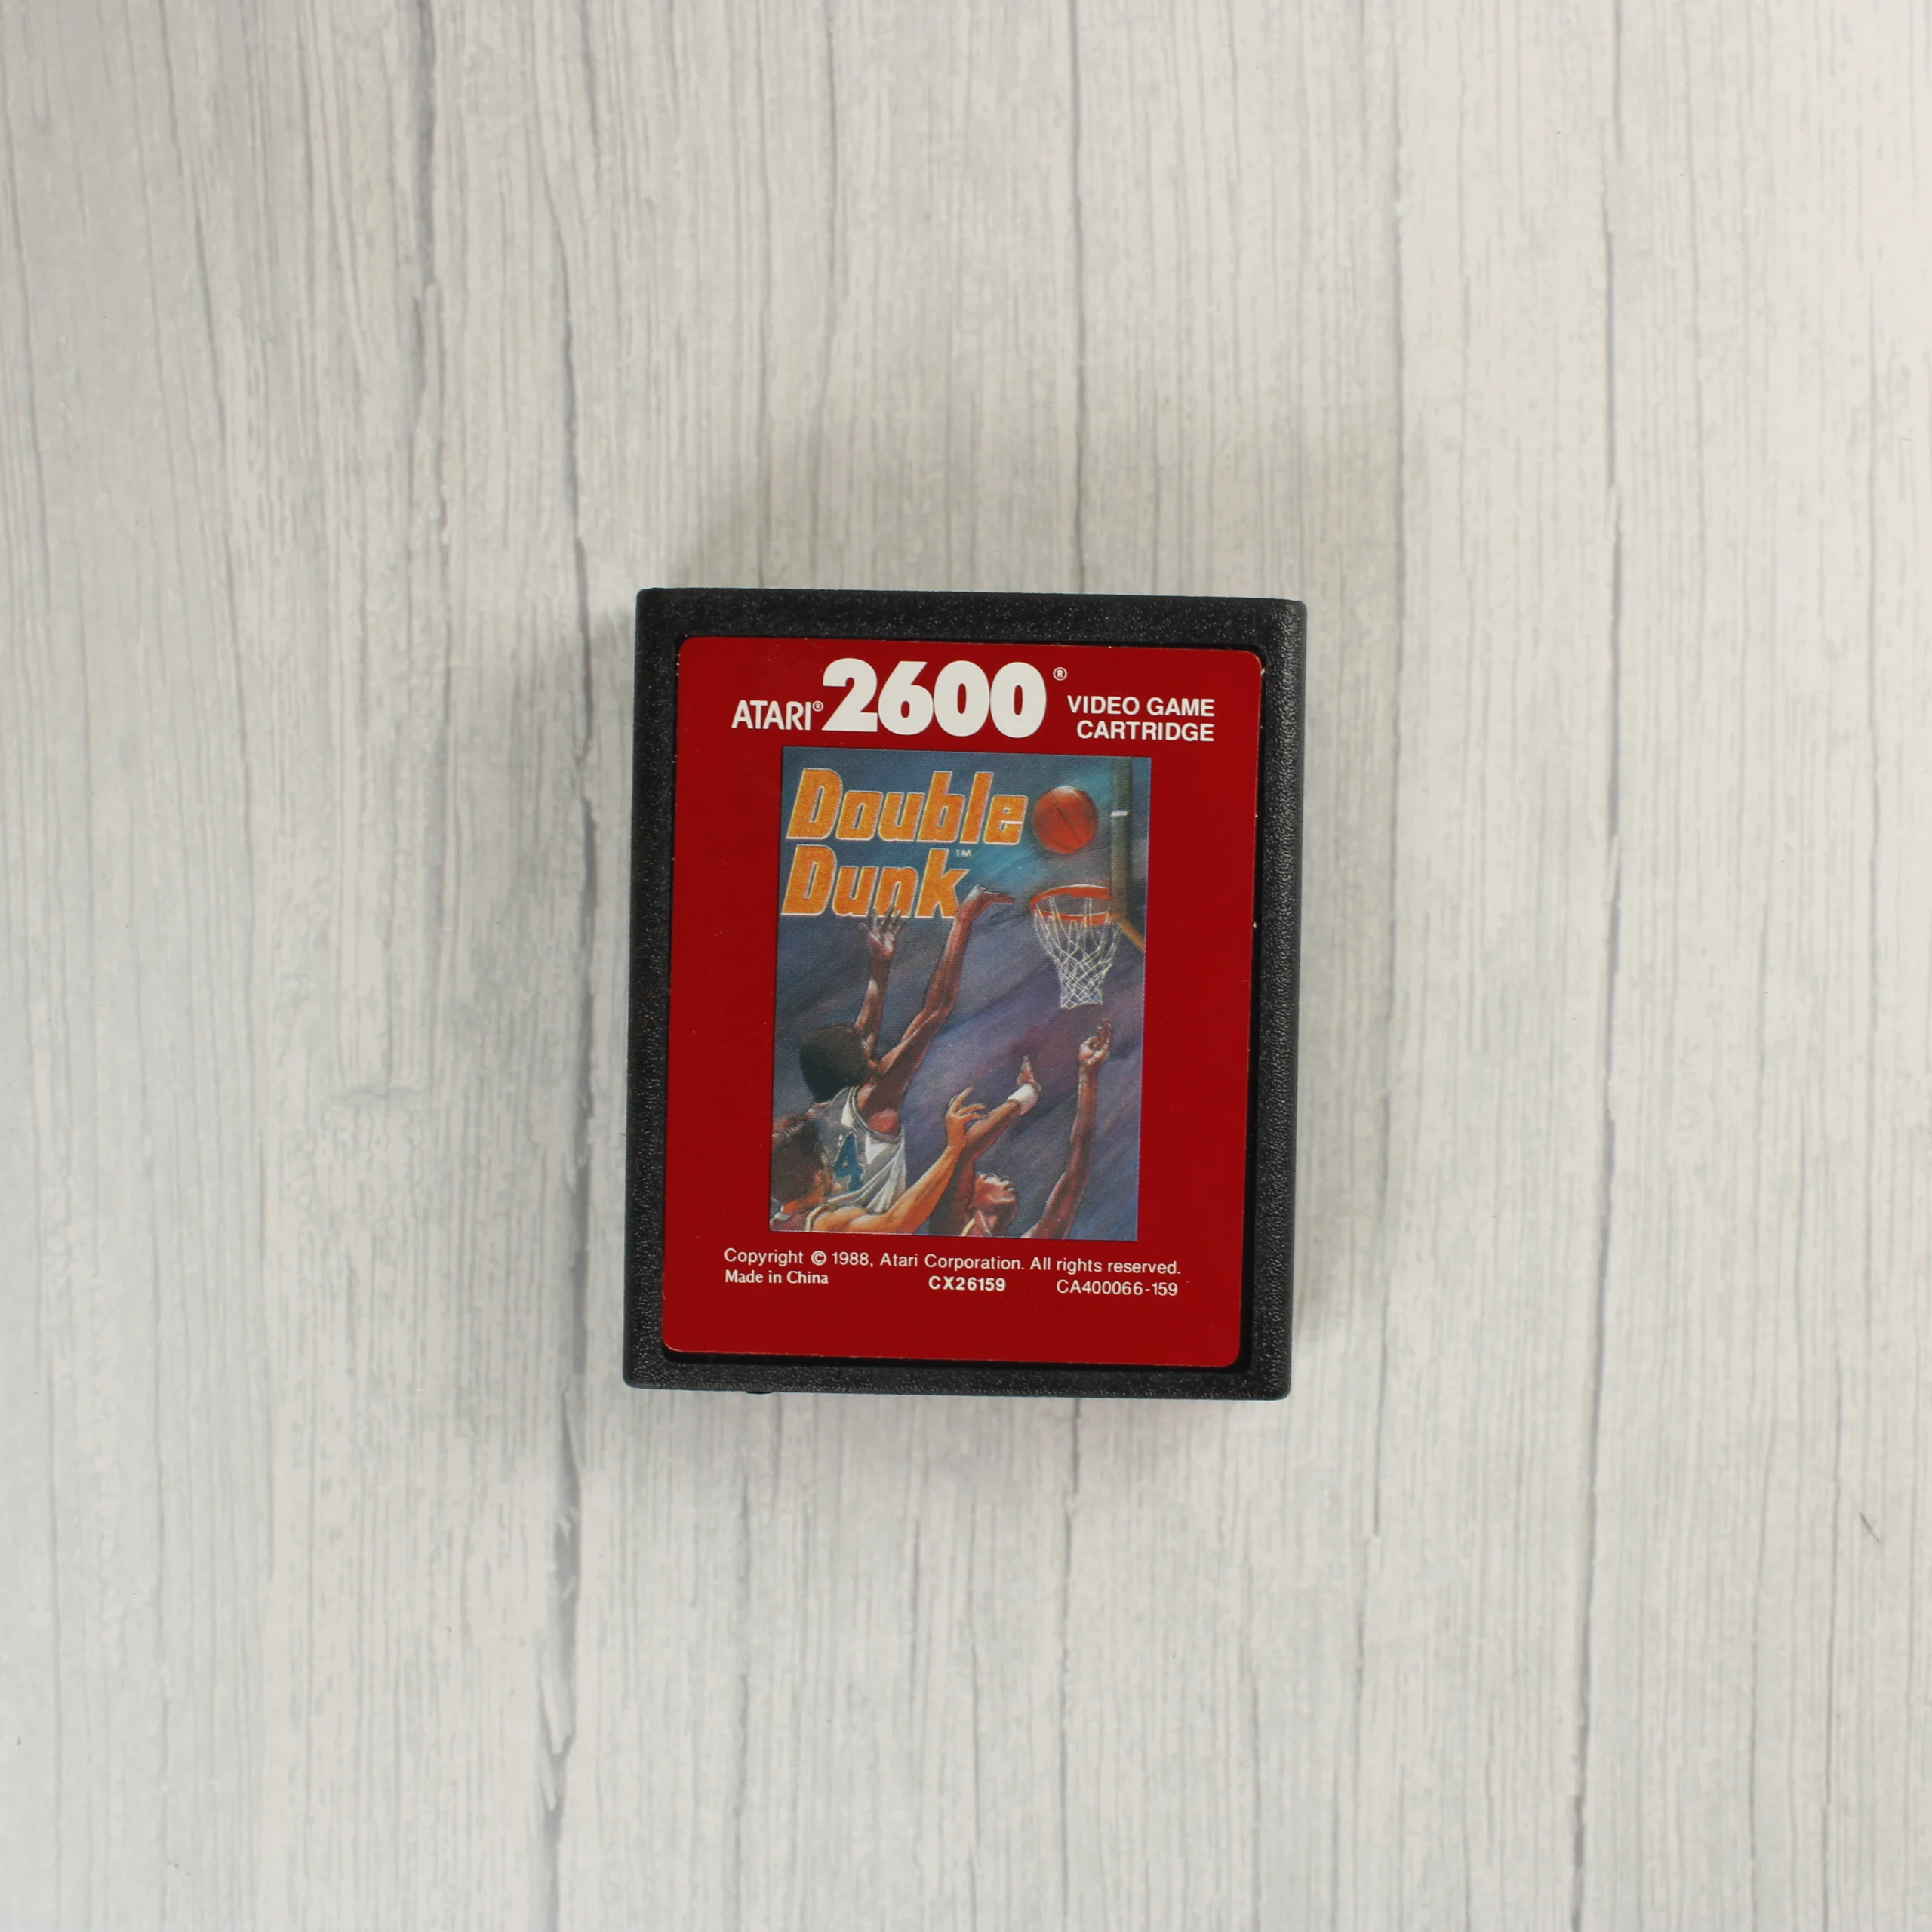 ATARI® 2600® VIDEO GAME
CARTRIDGE
Double
Dunk™
4
Copyright © 1988, Atari Corporation. All rights reserved.
Made in China CX26159 CA400066-159